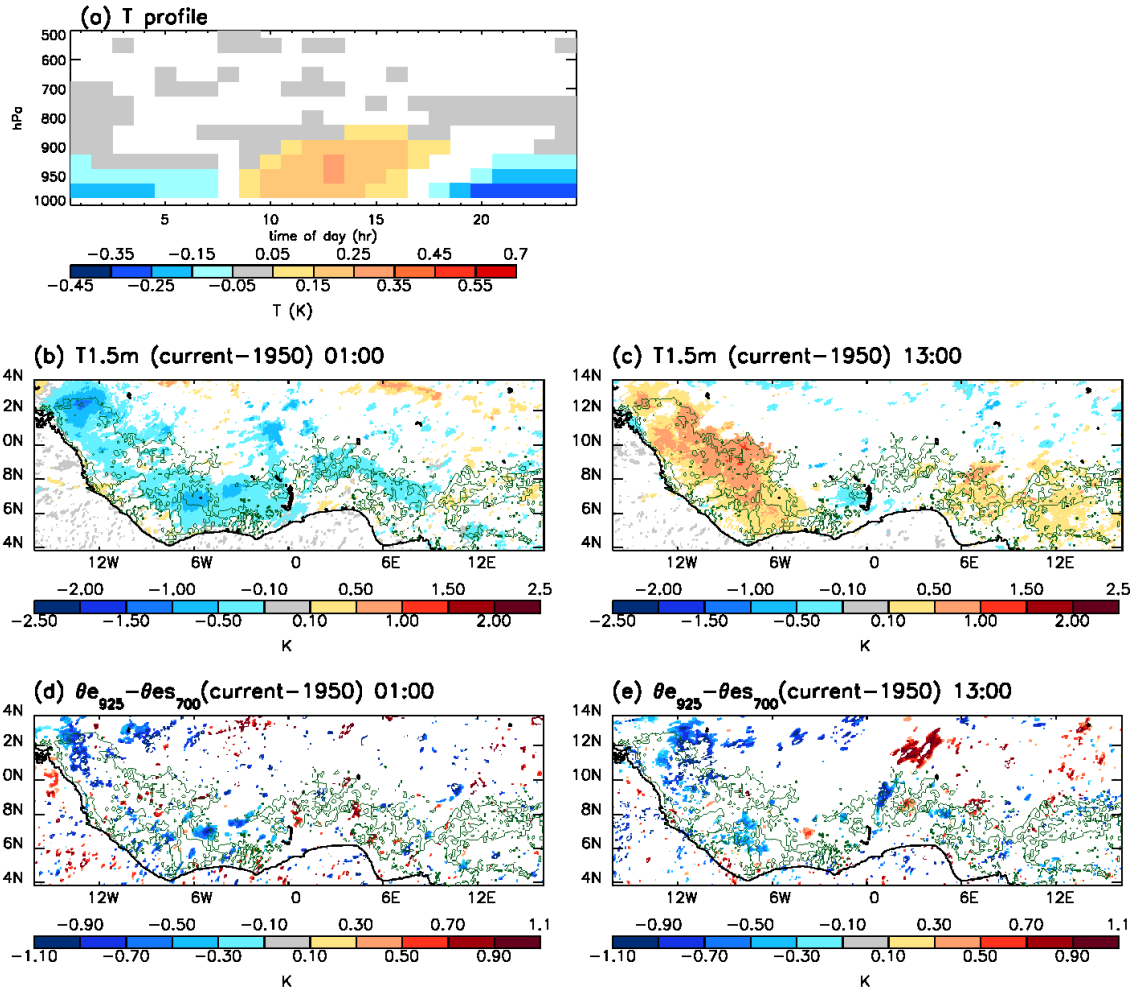 (a) T profile
500
600
700
800
900
950
1000
hPa
5 10 15 20
time of day (hr)
−0.35 −0.15 0.05 0.25 0.45 0.7
−0.45 −0.25 −0.05 0.15 0.35 0.55
T (K)
(b) T1.5m (current−1950) 01:00
4N
2N
0N
8N
6N
4N
12W 6W 0 6E 12E
−2.00 −1.00 −0.10 0.50 1.50 2.5
−2.50 −1.50 −0.50 0.10 1.00 2.00
K
(c) T1.5m (current−1950) 13:00
14N
12N
10N
8N
6N
4N
12W 6W 0 6E 12E
−2.00 −1.00 −0.10 0.50 1.50 2.5
−2.50 −1.50 −0.50 0.10 1.00 2.00
K
(d) θe925−θes700(current−1950) 01:00
4N
2N
0N
8N
6N
4N
12W 6W 0 6E 12E
−0.90 −0.50 −0.10 0.30 0.70 1.1
−1.10 −0.70 −0.30 0.10 0.50 0.90
K
(e) θe925−θes700(current−1950) 13:00
4N
2N
0N
8N
6N
4N
12W 6W 0 6E 12E
−0.90 −0.50 −0.10 0.30 0.70 1.1
−1.10 −0.70 −0.30 0.10 0.50 0.90
K